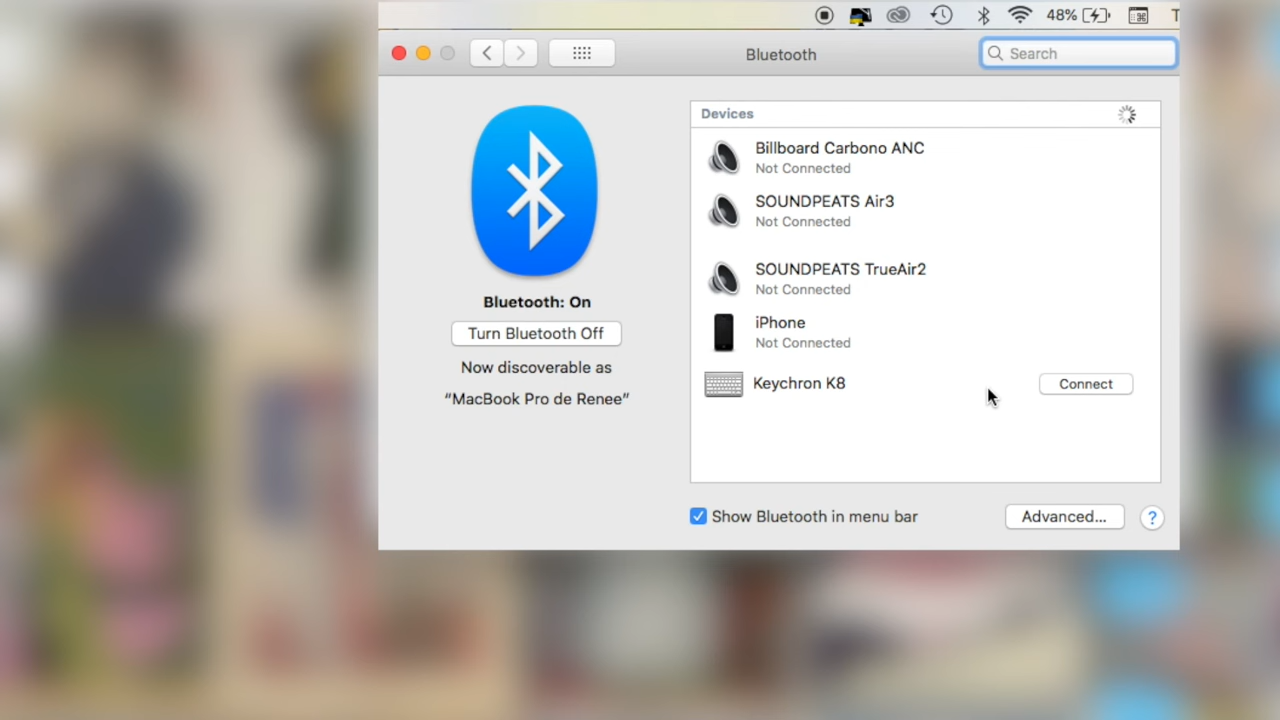 48%
Bluetooth
Search
Devices
Billboard Carbono ANC
Not Connected
SOUNDPEATS Air3
Not Connected
SOUNDPEATS TrueAir2
Not Connected
iPhone
Not Connected
Keychron K8
Connect
Bluetooth: On
Turn Bluetooth Off
Now discoverable as
“MacBook Pro de Renee”
Show Bluetooth in menu bar
Advanced...
?